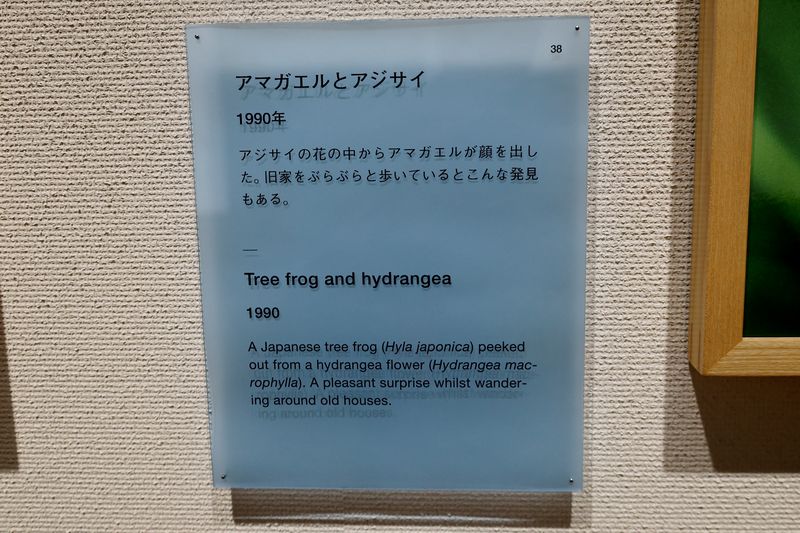 38
アマガエルとアジサイ
1990年
アジサイの花の中からアマガエルが顔を出し
た。旧家をぶらぶらと歩いているとこんな発見
もある。
—
Tree frog and hydrangea
1990
A Japanese tree frog (Hyla japonica) peeked
out from a hydrangea flower (Hydrangea mac-
rophylla). A pleasant surprise whilst wander-
ing around old houses.